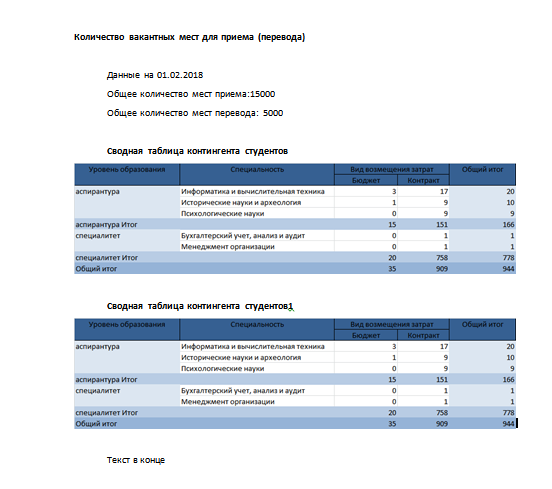 Количество вакантных мест для приема (перевода)
Данные на 01.02.2018
Общее количество мест приема:15000
Общее количество мест перевода: 5000
Сводная таблица контингента студентов
Уровень образования Специальность Вид возмещения затрат Общий итог
Бюджет Контракт
аспирантура Информатика и вычислительная техника 3 17 20
Исторические науки и археология 1 9 10
Психологические науки 0 9 9
аспирантура Итог 15 151 166
специалитет Бухгалтерский учет, анализ и аудит 0 1 1
Менеджмент организации 0 1 1
специалитет Итог 20 758 778
Общий итог 35 909 944
Сводная таблица контингента студентов1
Уровень образования Специальность Вид возмещения затрат Общий итог
Бюджет Контракт
аспирантура Информатика и вычислительная техника 3 17 20
Исторические науки и археология 1 9 10
Психологические науки 0 9 9
аспирантура Итог 15 151 166
специалитет Бухгалтерский учет, анализ и аудит 0 1 1
Менеджмент организации 0 1 1
специалитет Итог 20 758 778
Общий итог 35 909 944
Текст в конце